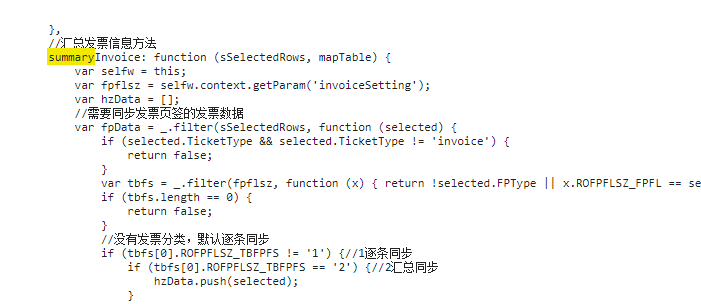 },
//汇总发票信息方法
summaryInvoice: function (sSelectedRows, mapTable) {
var selfw = this;
var fpflsz = selfw.context.getParam('invoiceSetting');
var hzData = [];
//需要同步发票页签的发票数据
var fpData = _.filter(sSelectedRows, function (selected) {
if (selected.TicketType && selected.TicketType != 'invoice') {
return false;
}
var tbfs = _.filter(fpflsz, function (x) { return !selected.FPType || x.ROFPFLSZ_FPFL == se
if (tbfs.length == 0) {
return false;
}
//没有发票分类，默认逐条同步
if (tbfs[0].ROFPFLSZ_TBFPFS != '1') {//1逐条同步
if (tbfs[0].ROFPFLSZ_TBFPFS == '2') {//2汇总同步
hzData.push(selected);
}